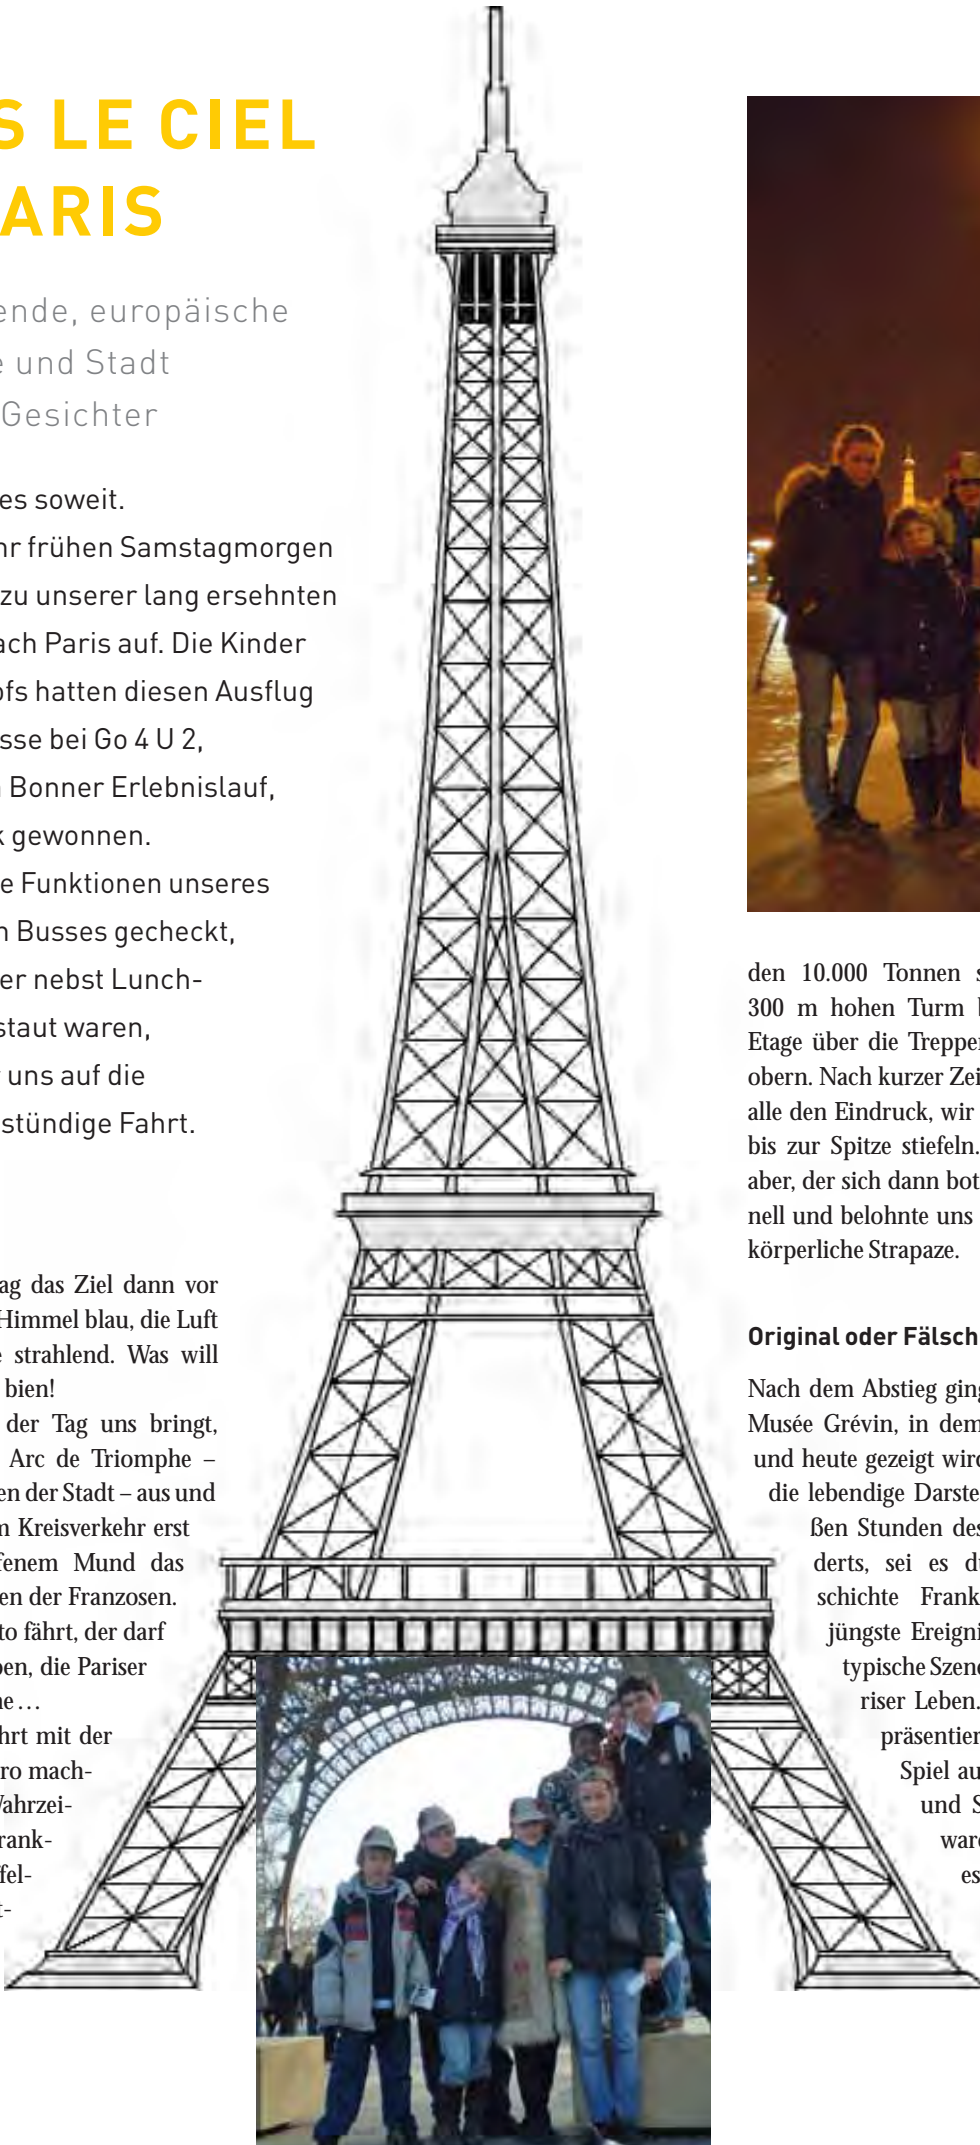 S LE CIEL
ARIS
ende, europäische
e und Stadt
Gesichter
es soweit.
hr frühen Samstagmorgen
zu unserer lang ersehnten
ach Paris auf. Die Kinder
ofs hatten diesen Ausflug
sse bei Go 4 U 2,
n Bonner Erlebnislauf,
k gewonnen.
e Funktionen unseres
n Busses gecheckt,
er nebst Lunch-
staut waren,
r uns auf die
stündige Fahrt.
ag das Ziel dann vor
Himmel blau, die Luft
e strahlend. Was will
bien!
der Tag uns bringt,
Arc de Triomphe –
en der Stadt – aus und
m Kreisverkehr erst
ffenem Mund das
en der Franzosen.
to fährt, der darf
ben, die Pariser
ne…
hrt mit der
ro mach-
Wahrzei-
rank-
ffel-
t-
den 10.000 Tonnen s
300 m hohen Turm
Etage über die Treppe
obern. Nach kurzer Zei
alle den Eindruck, wir
bis zur Spitze stiefeln.
aber, der sich dann bot
nell und belohnte uns
körperliche Strapaze.
Original oder Fälsch
Nach dem Abstieg ging
Musée Grévin, in dem
und heute gezeigt wird
die lebendige Darste
ßen Stunden des
derts, sei es d
schichte Frank
jüngste Ereigni
typische Szene
riser Leben.
präsentier
Spiel au
und S
ware
es